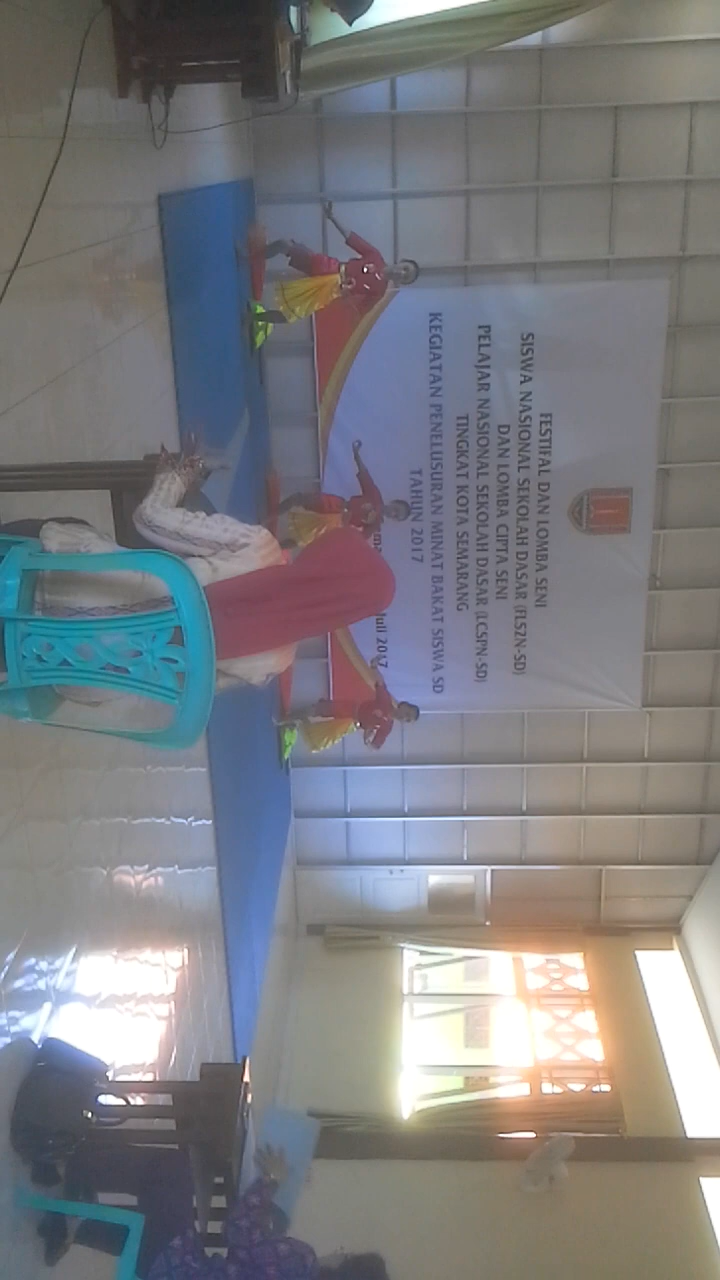 FESTIFAL DAN LOMBA SENI
SISWA NASIONAL SEKOLAH DASAR (FLS2N-SD)
DAN LOMBA CIPTA SENI
PELAJAR NASIONAL SEKOLAH DASAR (LCSPN-SD)
TINGKAT KOTA SEMARANG
KEGIATAN PENELUSURAN MINAT BAKAT SISWA SD
TAHUN 2017
Juli 2017